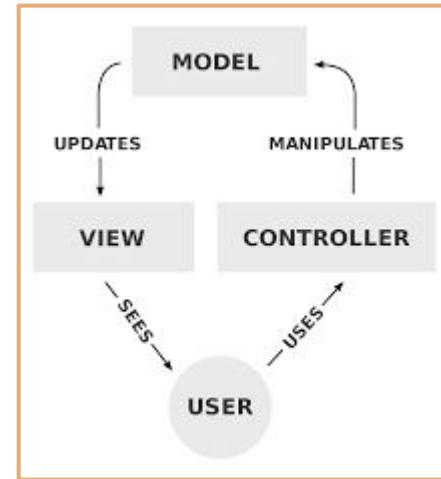 MODEL
UPDATES
MANIPULATES
VIEW
CONTROLLER
SEES
USES
USER